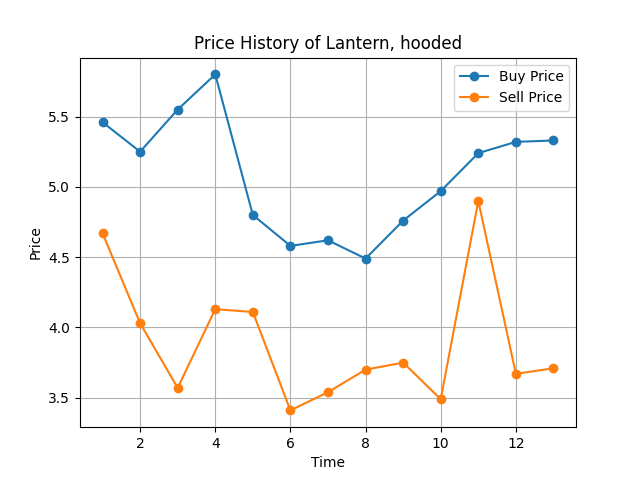 Price History of Lantern, hooded
Buy Price
Sell Price
Price
5.5
5.0
4.5
4.0
3.5
2 4 6 8 10 12
Time